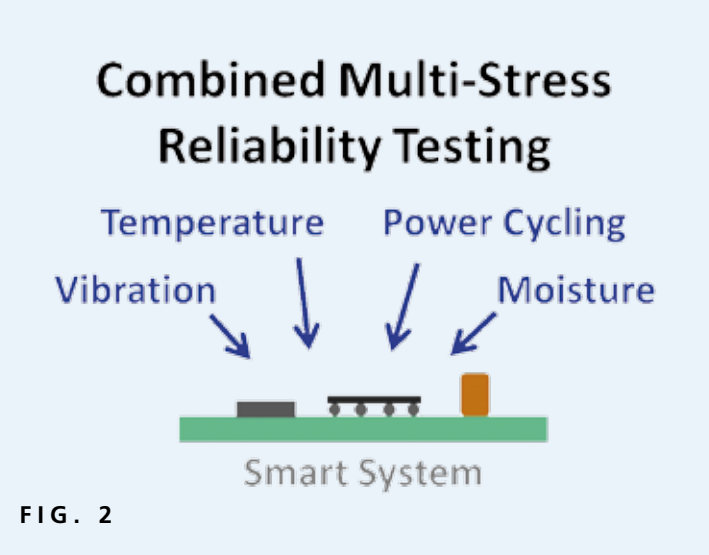 Combined Multi-Stress
Reliability Testing
Temperature Power Cycling
Vibration Moisture
Smart System
FIG. 2